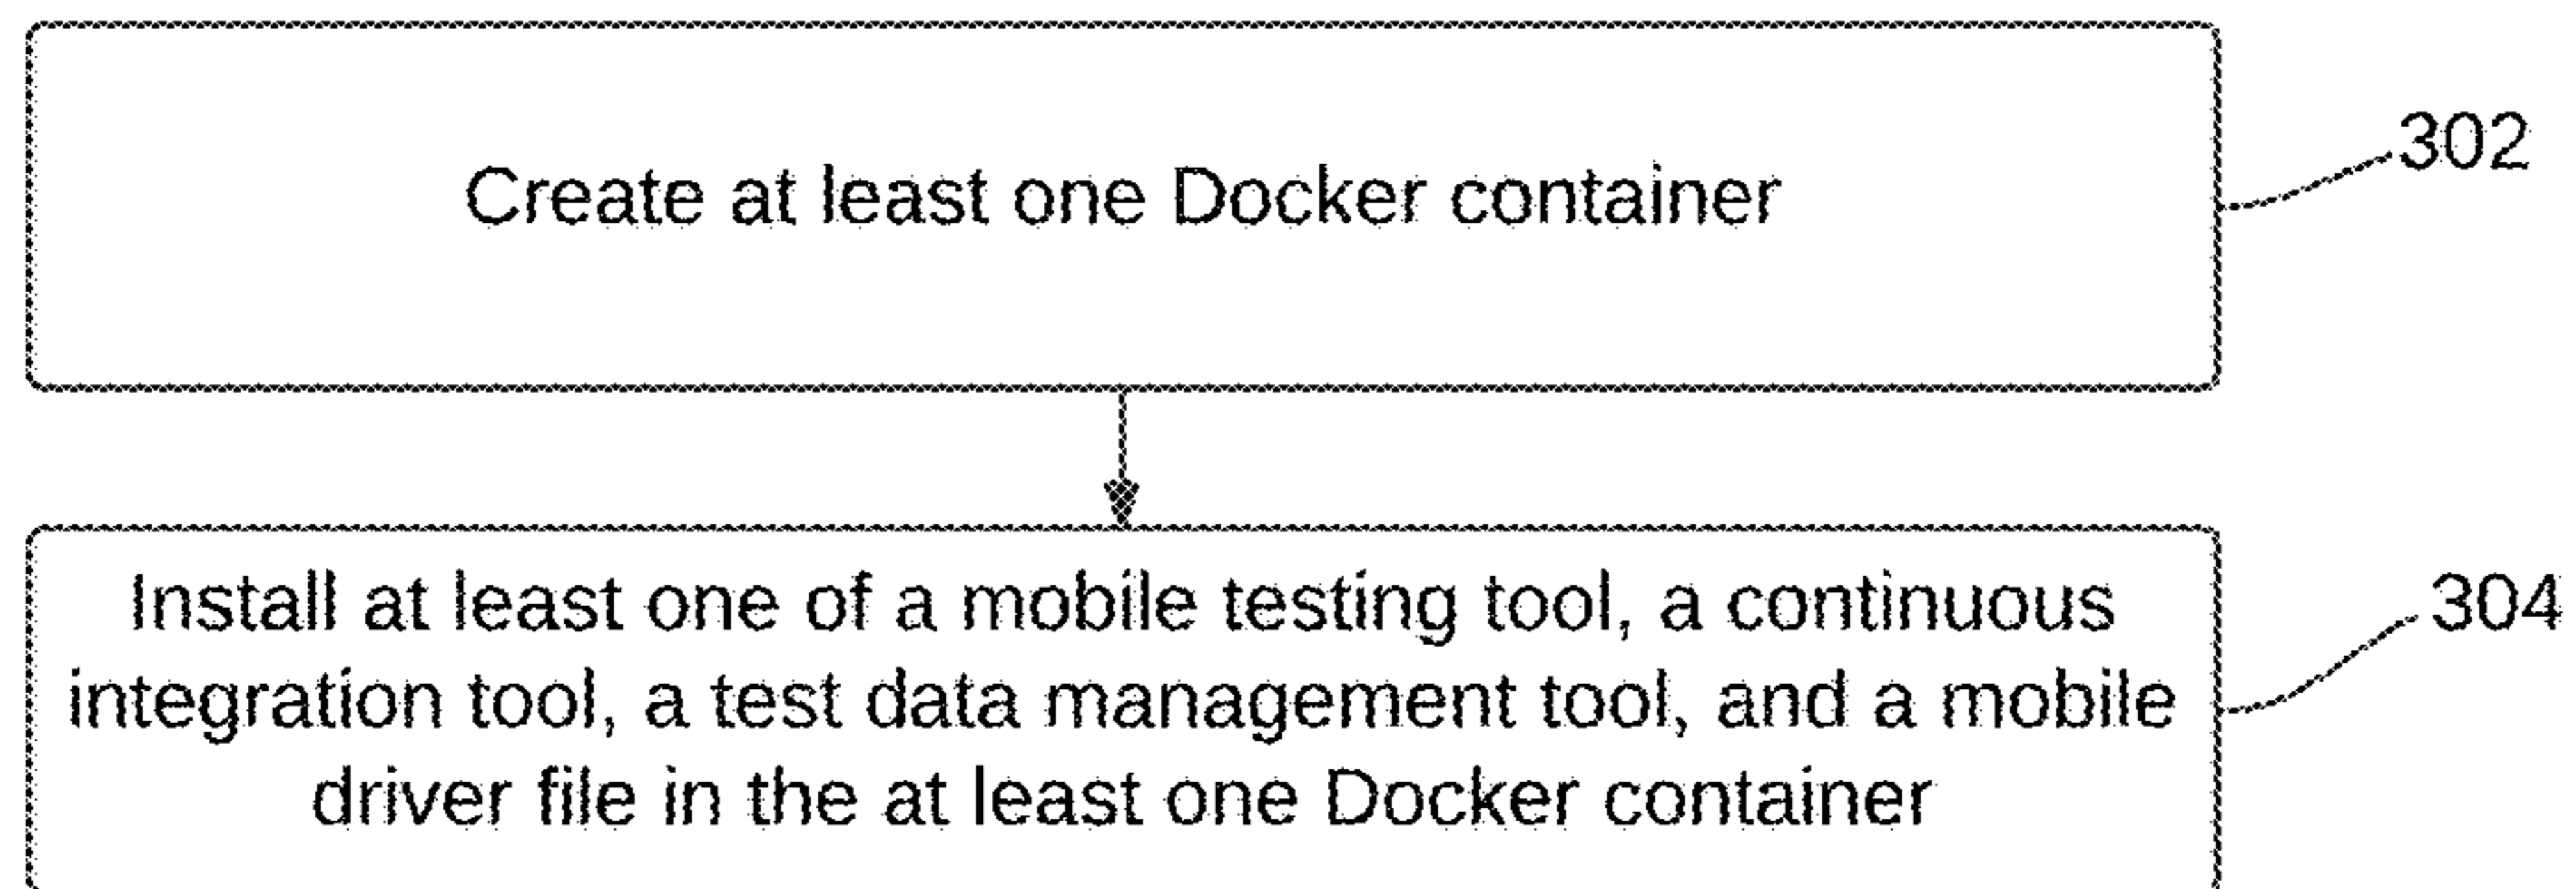 Create at least one Docker container
302
Install at least one of a mobile testing tool, a continuous
integration tool, a test data management tool, and a mobile
driver file in the at least one Docker container
304